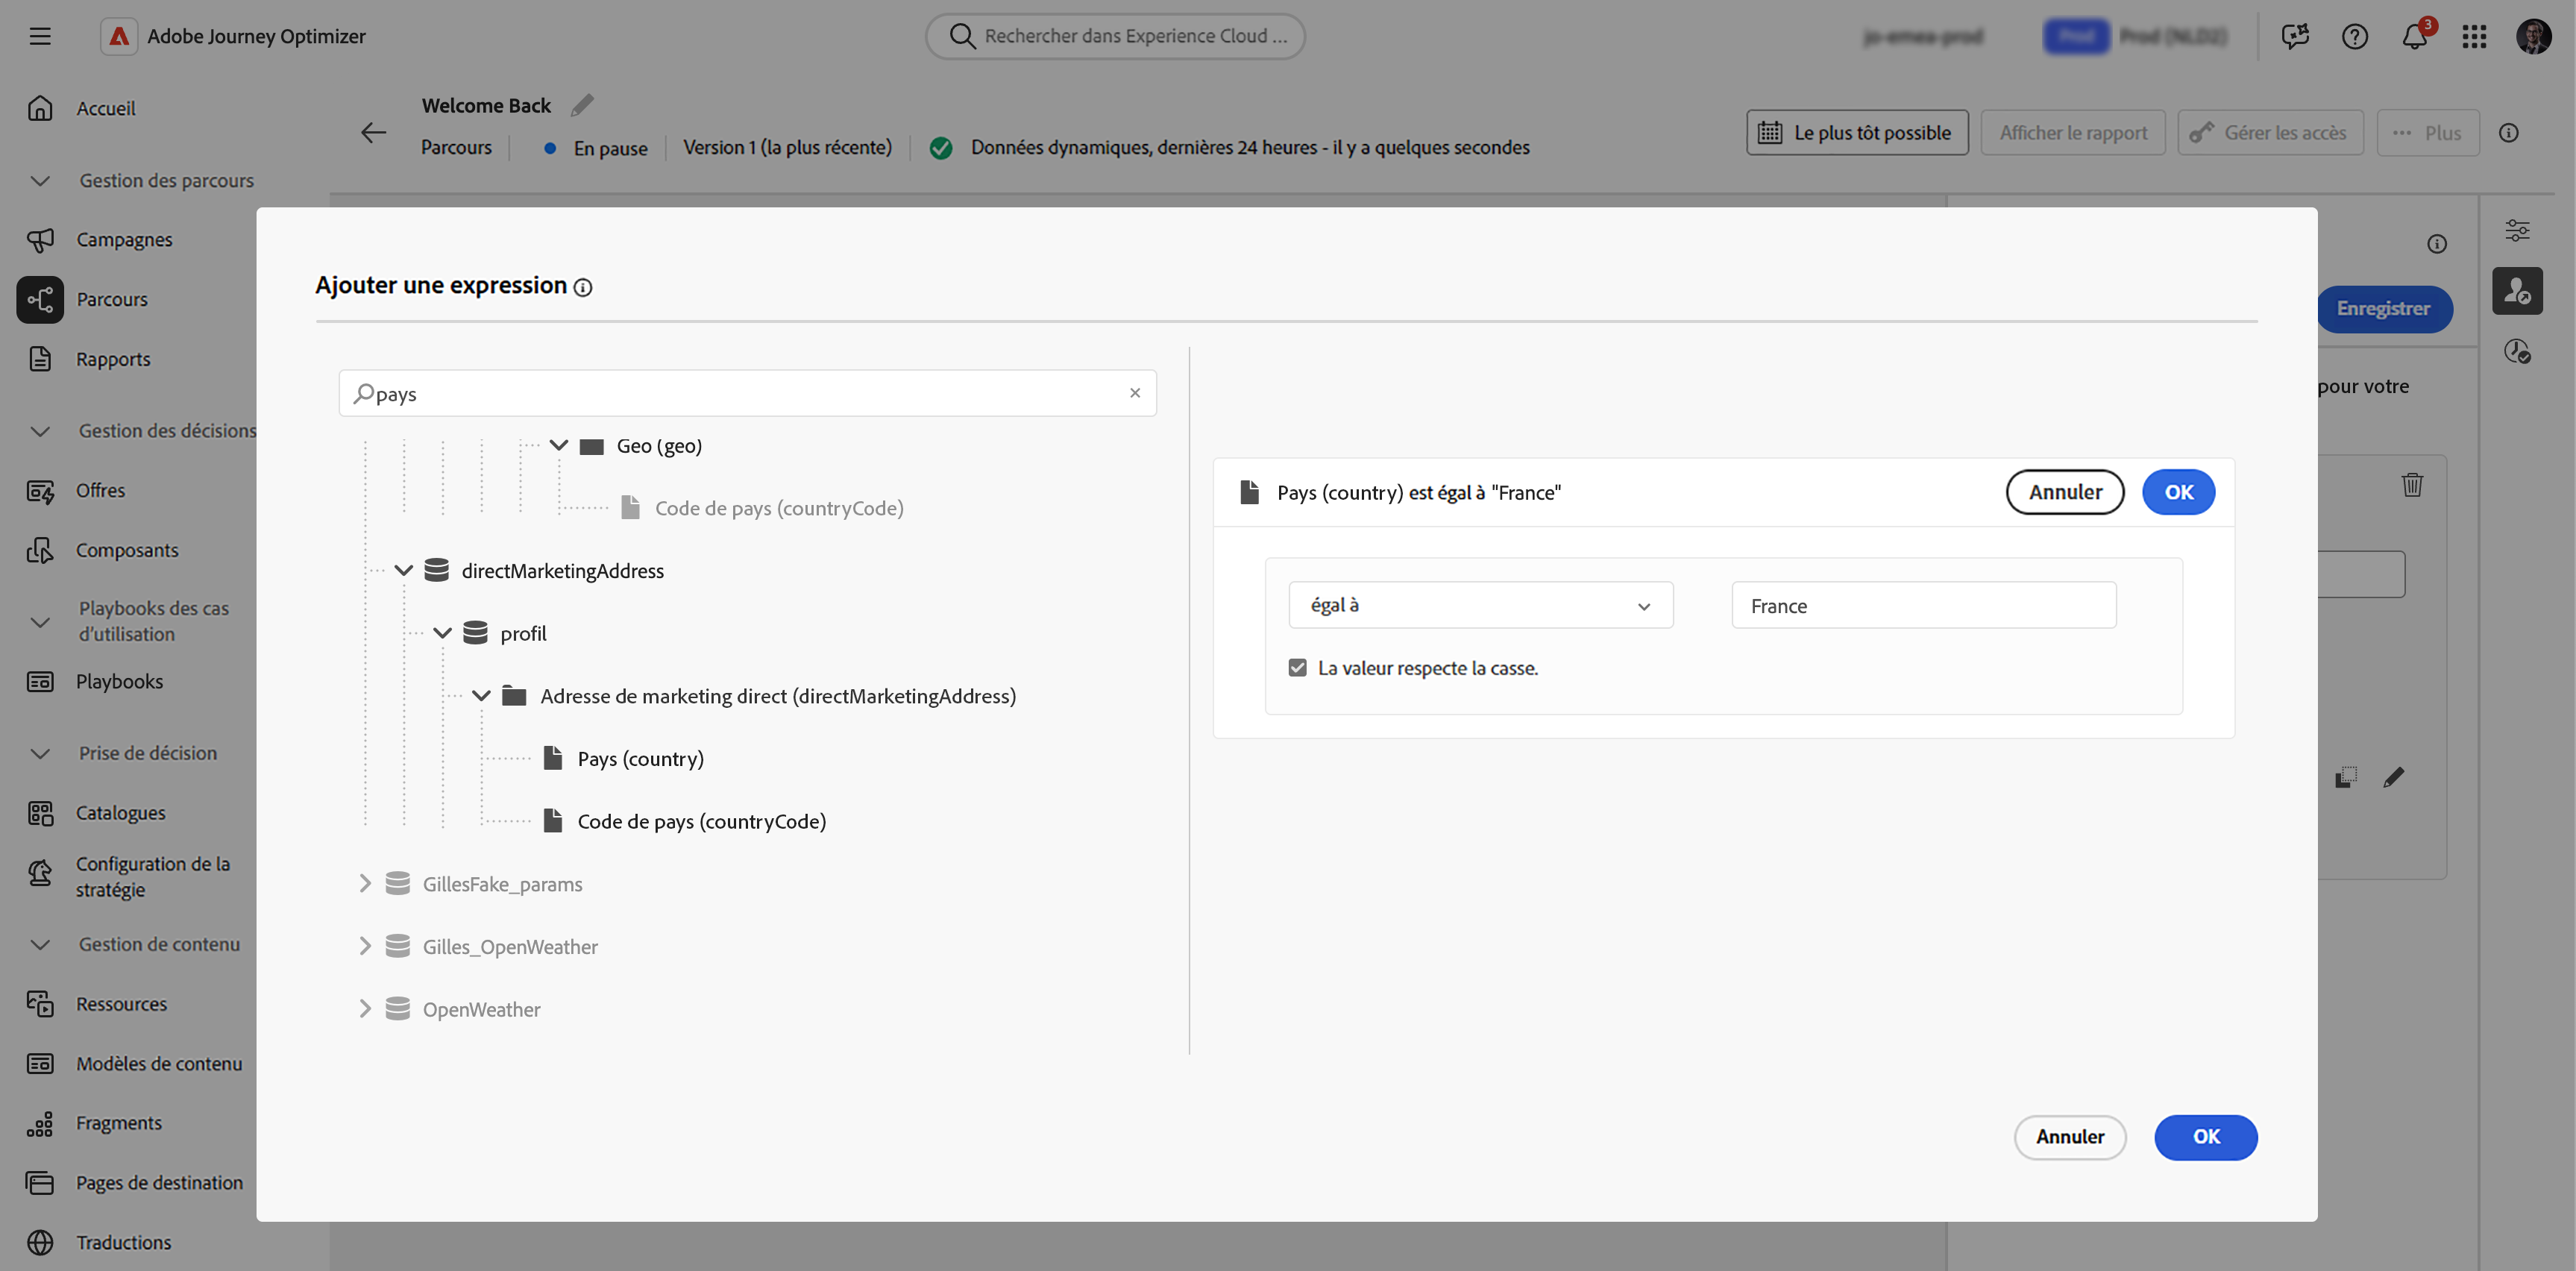 Adobe Journey Optimizer
Rechercher dans Experience Cloud ...
3
Accueil
Gestion des parcours
Campagnes
Parcours
Rapports
Gestion des décisions
Offres
Composants
Playbooks des cas
d'utilisation
Playbooks
Prise de décision
Catalogues
Configuration de la
stratégie
Gestion de contenu
Ressources
Modèles de contenu
Fragments
Pages de destination
Traductions
Welcome Back
Parcours
En pause
Version 1 (la plus récente)
Données dynamiques, dernières 24 heures - il y a quelques secondes
Le plus tôt possible
Afficher le rapport
Gérer les accès
Plus
Enregistrer
pour votre
Ajouter une expression
pays
Geo (geo)
Code de pays (countryCode)
directMarketingAddress
profil
Adresse de marketing direct (directMarketingAddress)
Pays (country)
Code de pays (countryCode)
GillesFake_params
Gilles_OpenWeather
OpenWeather
Pays (country) est égal à "France"
Annuler
OK
égal à
France
La valeur respecte la casse.
Annuler
OK